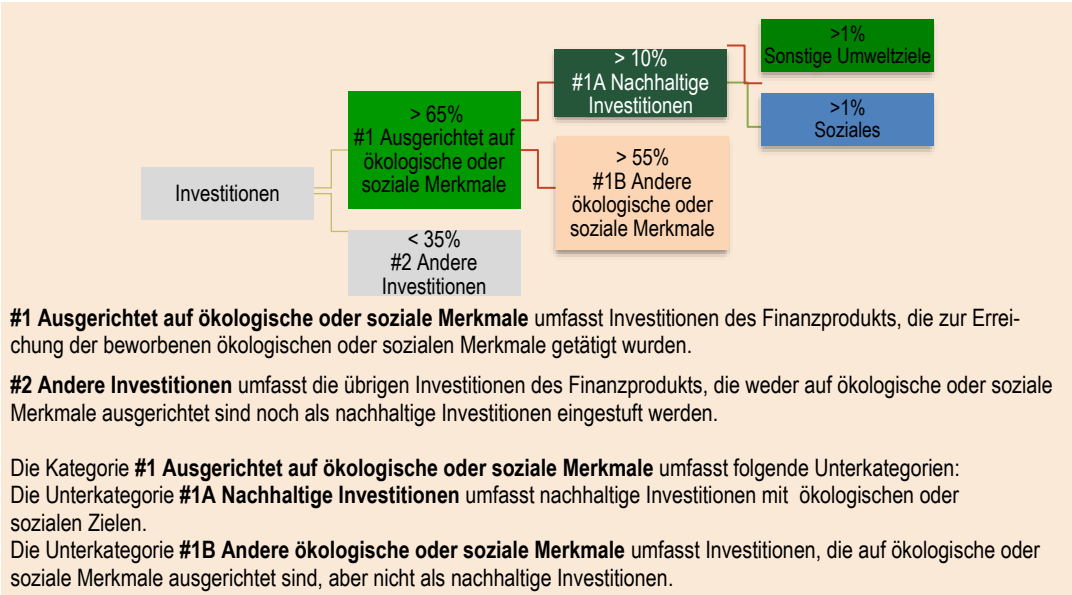 >1%
Sonstige Umweltziele
> 10%
#1A Nachhaltige
Investitionen
> 65%
#1 Ausgerichtet auf
ökologische oder
soziale Merkmale
>1%
Soziales
> 55%
#1B Andere
ökologische oder
soziale Merkmale
Investitionen
< 35%
#2 Andere
Investitionen
#1 Ausgerichtet auf ökologische oder soziale Merkmale umfasst Investitionen des Finanzprodukts, die zur Errei-
chung der beworbenen ökologischen oder sozialen Merkmale getätigt wurden.
#2 Andere Investitionen umfasst die übrigen Investitionen des Finanzprodukts, die weder auf ökologische oder soziale
Merkmale ausgerichtet sind noch als nachhaltige Investitionen eingestuft werden.
Die Kategorie #1 Ausgerichtet auf ökologische oder soziale Merkmale umfasst folgende Unterkategorien:
Die Unterkategorie #1A Nachhaltige Investitionen umfasst nachhaltige Investitionen mit ökologischen oder
sozialen Zielen.
Die Unterkategorie #1B Andere ökologische oder soziale Merkmale umfasst Investitionen, die auf ökologische oder
soziale Merkmale ausgerichtet sind, aber nicht als nachhaltige Investitionen.